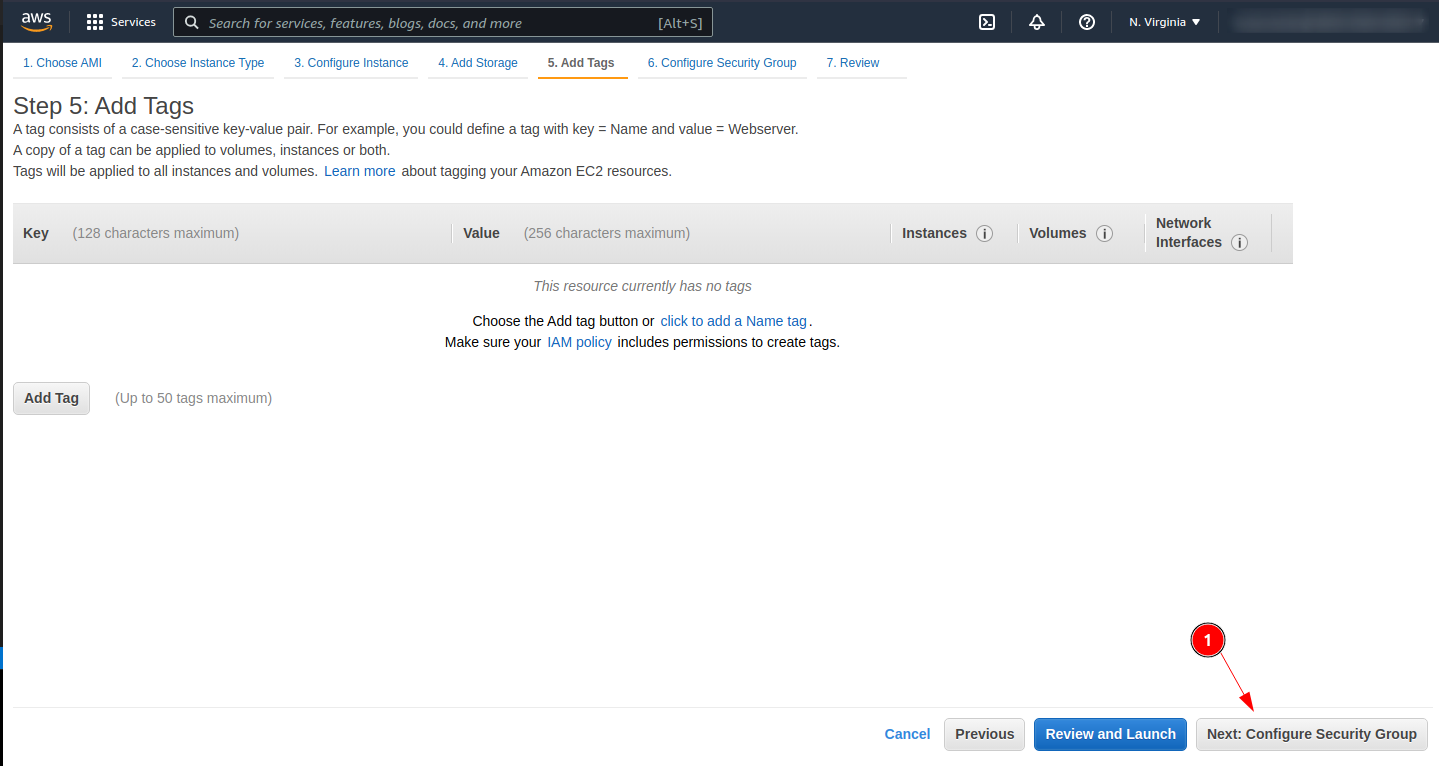 aws Services Search for services, features, blogs, docs, and more [Alt+S] N. Virginia
1. Choose AMI 2. Choose Instance Type 3. Configure Instance 4. Add Storage 5. Add Tags 6. Configure Security Group 7. Review
Step 5: Add Tags
A tag consists of a case-sensitive key-value pair. For example, you could define a tag with key = Name and value = Webserver.
A copy of a tag can be applied to volumes, instances or both.
Tags will be applied to all instances and volumes. Learn more about tagging your Amazon EC2 resources.
Key (128 characters maximum) Value (256 characters maximum) Instances i Volumes i Network
Interfaces i
This resource currently has no tags
Choose the Add tag button or click to add a Name tag.
Make sure your IAM policy includes permissions to create tags.
Add Tag (Up to 50 tags maximum)
1
Cancel Previous Review and Launch Next: Configure Security Group